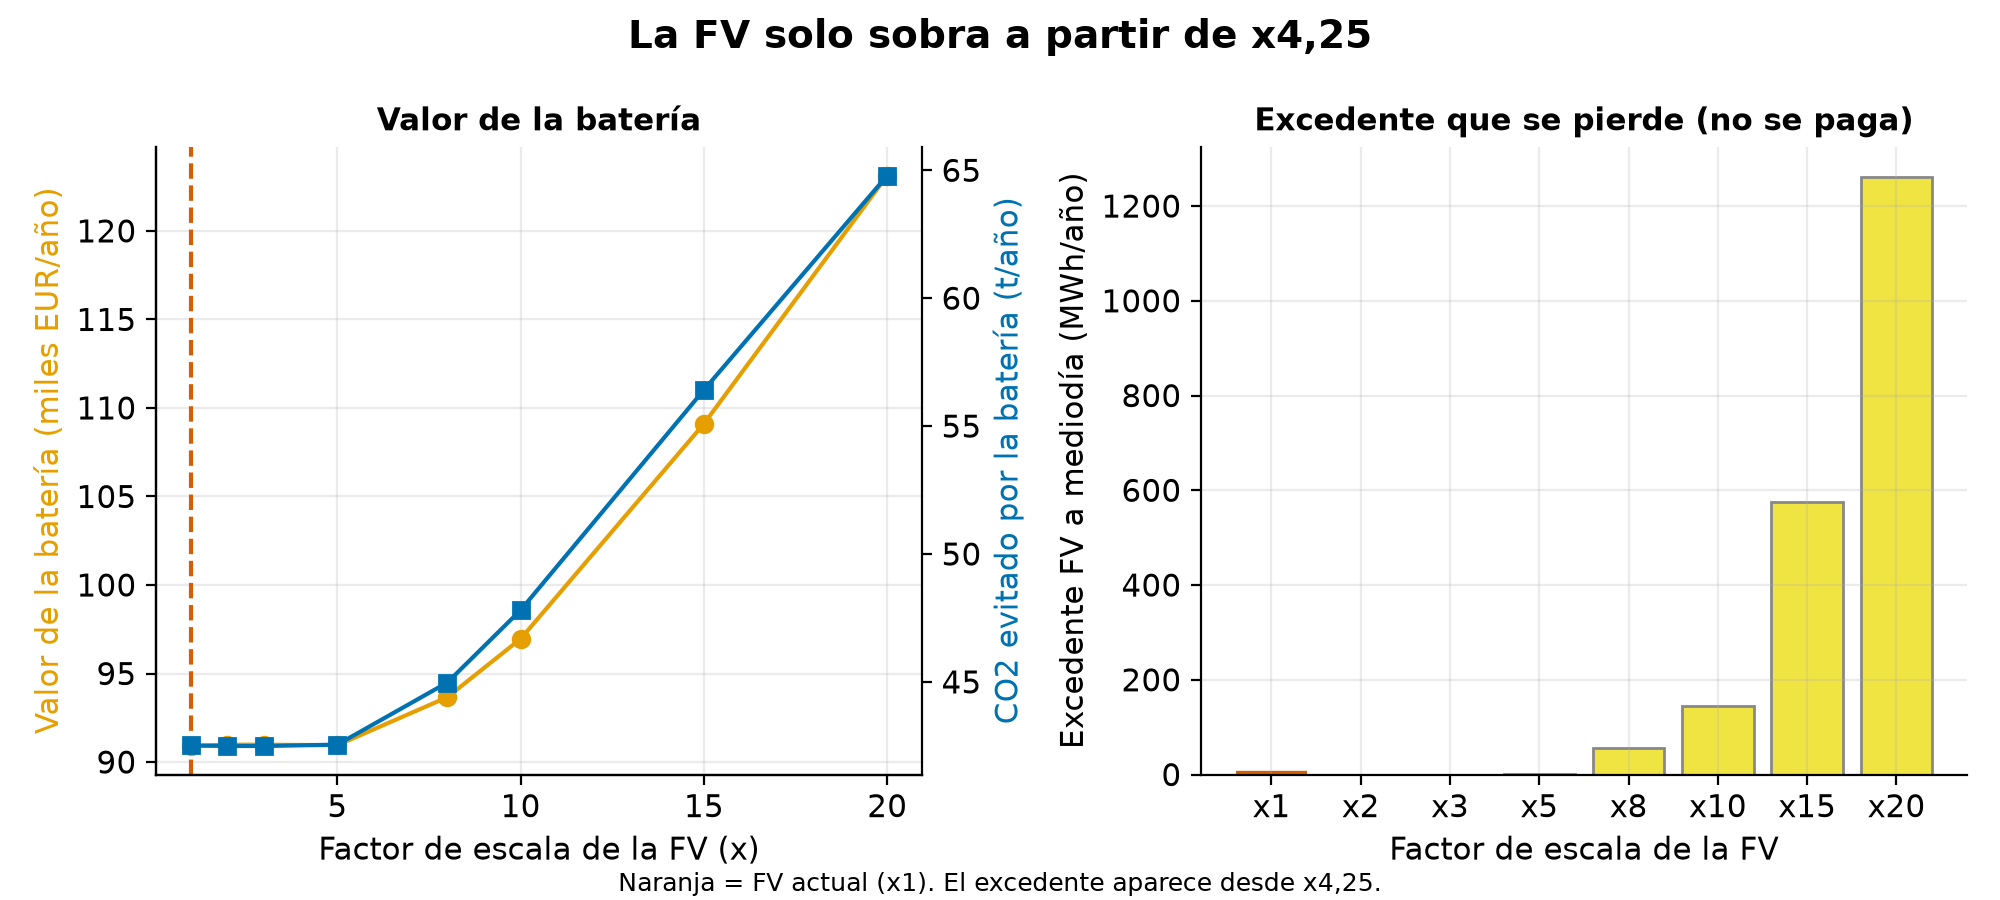 La FV solo sobra a partir de x4,25
Valor de la batería
Valor de la batería (miles EUR/año)
120
115
110
105
100
95
90
65
60
55
50
45
CO2 evitado por la batería (t/año)
5
10
15
20
Factor de escala de la FV (x)
Excedente que se pierde (no se paga)
Excedente FV a mediodía (MWh/año)
1200
1000
800
600
400
200
0
x1
x2
x3
x5
x8
x10
x15
x20
Factor de escala de la FV
Naranja = FV actual (x1). El excedente aparece desde x4,25.